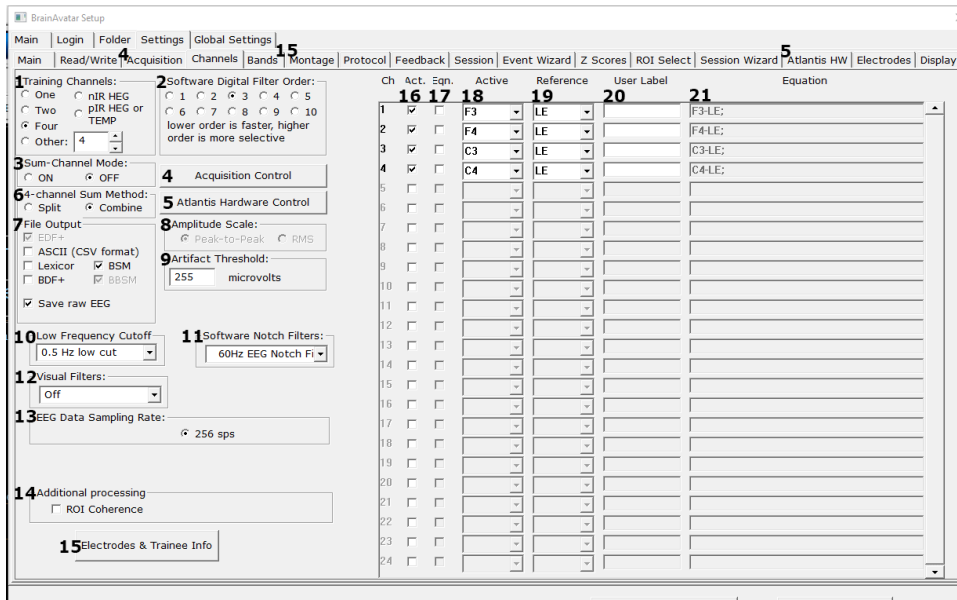 BrainAvatar Setup
Main Login Folder Settings Global Settings
Main Read/Write 4 Acquisition Channels Bands 15 Montage Protocol Feedback Session Event Wizard Z Scores ROI Select Session Wizard 5 Atlantis HW Electrodes Display
1 Training Channels:
One nIR HEG
Two pIR HEG or TEMP
Four
Other: 4
2 Software Digital Filter Order:
1 2 3 4 5
6 7 8 9 10
lower order is faster, higher
order is more selective
3 Sum-Channel Mode:
ON OFF
4 Acquisition Control
6 4-channel Sum Method:
Split Combine
5 Atlantis Hardware Control
7 File Output
EDF+
ASCII (CSV format)
Lexicor BSM
BDF+ BBSM
Save raw EEG
8 Amplitude Scale:
Peak-to-Peak RMS
9 Artifact Threshold:
255 microvolts
10 Low Frequency Cutoff
0.5 Hz low cut
11 Software Notch Filters:
60Hz EEG Notch Fi
12 Visual Filters:
Off
13 EEG Data Sampling Rate:
256 sps
14 Additional processing
ROI Coherence
15 Electrodes & Trainee Info
Ch Act. Eqn. Active Reference User Label Equation
16 17 18 19 20 21
1 F3 LE F3-LE;
2 F4 LE F4-LE;
3 C3 LE C3-LE;
4 C4 LE C4-LE;
5
6
7
8
9
10
11
12
13
14
15
16
17
18
19
20
21
22
23
24